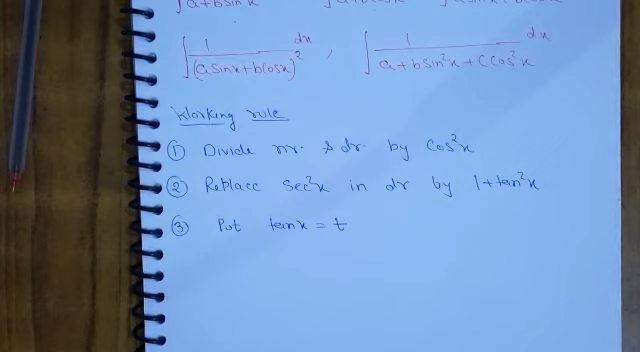 ∫ 1/(a sinx + b cosx)² dx , ∫ 1/(a + b sin²x + c cos²x) dx
Working rule
① Divide nr. & dr. by cos²x
② Replace sec²x in dr by 1+tan²x
③ Put tanx = t